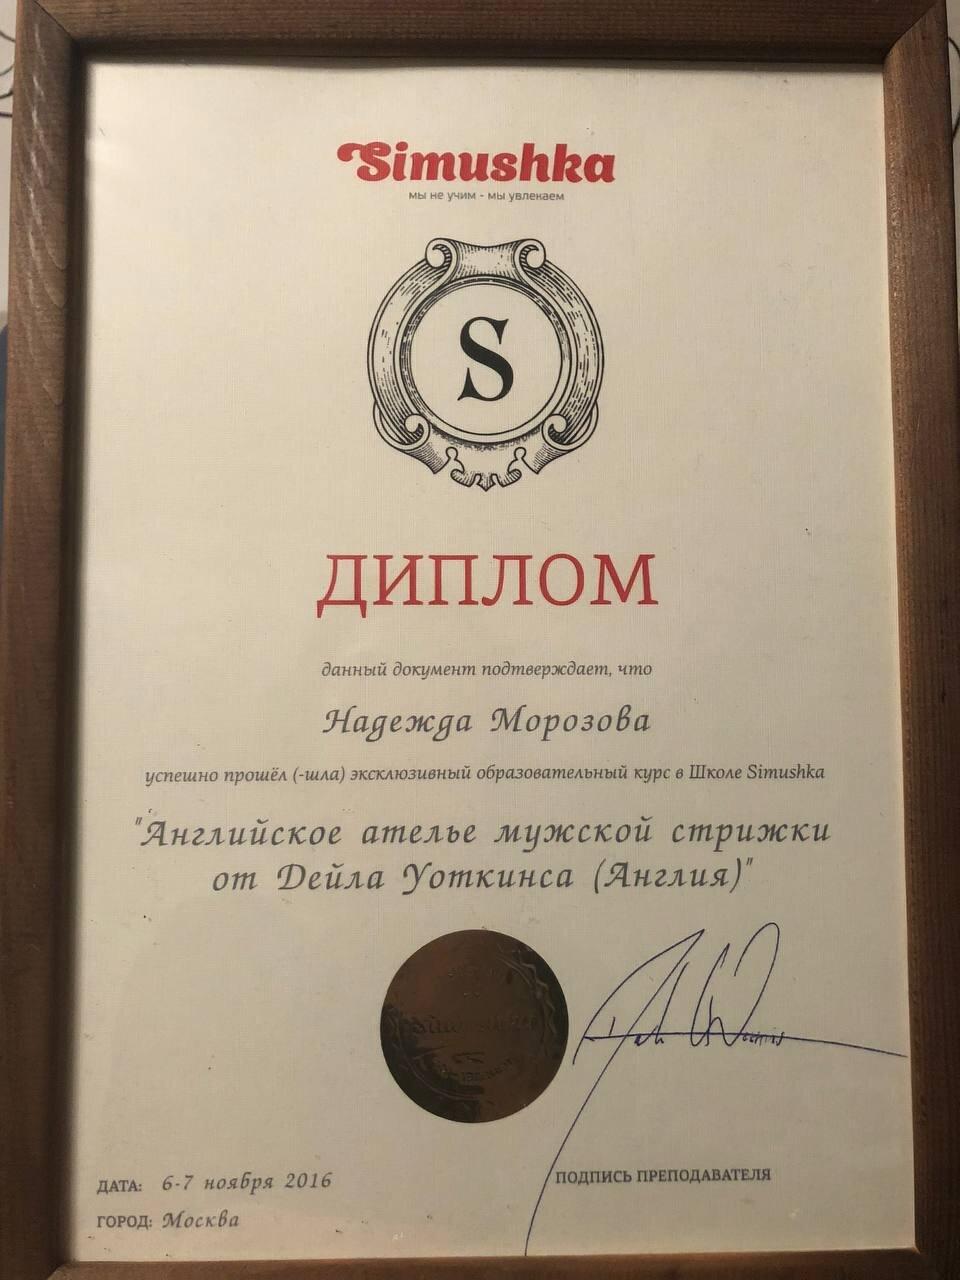 Simushka
мы не учим - мы увлекаем
S
ДИПЛОМ
данный документ подтверждает, что
Надежда Морозова
успешно прошёл (-шла) эксклюзивный образовательный курс в Школе Simushka
"Английское ателье мужской стрижки
от Дейла Уоткинса (Англия)"
Simushka
ПОДПИСЬ ПРЕПОДАВАТЕЛЯ
ДАТА: 6-7 ноября 2016
ГОРОД: Москва